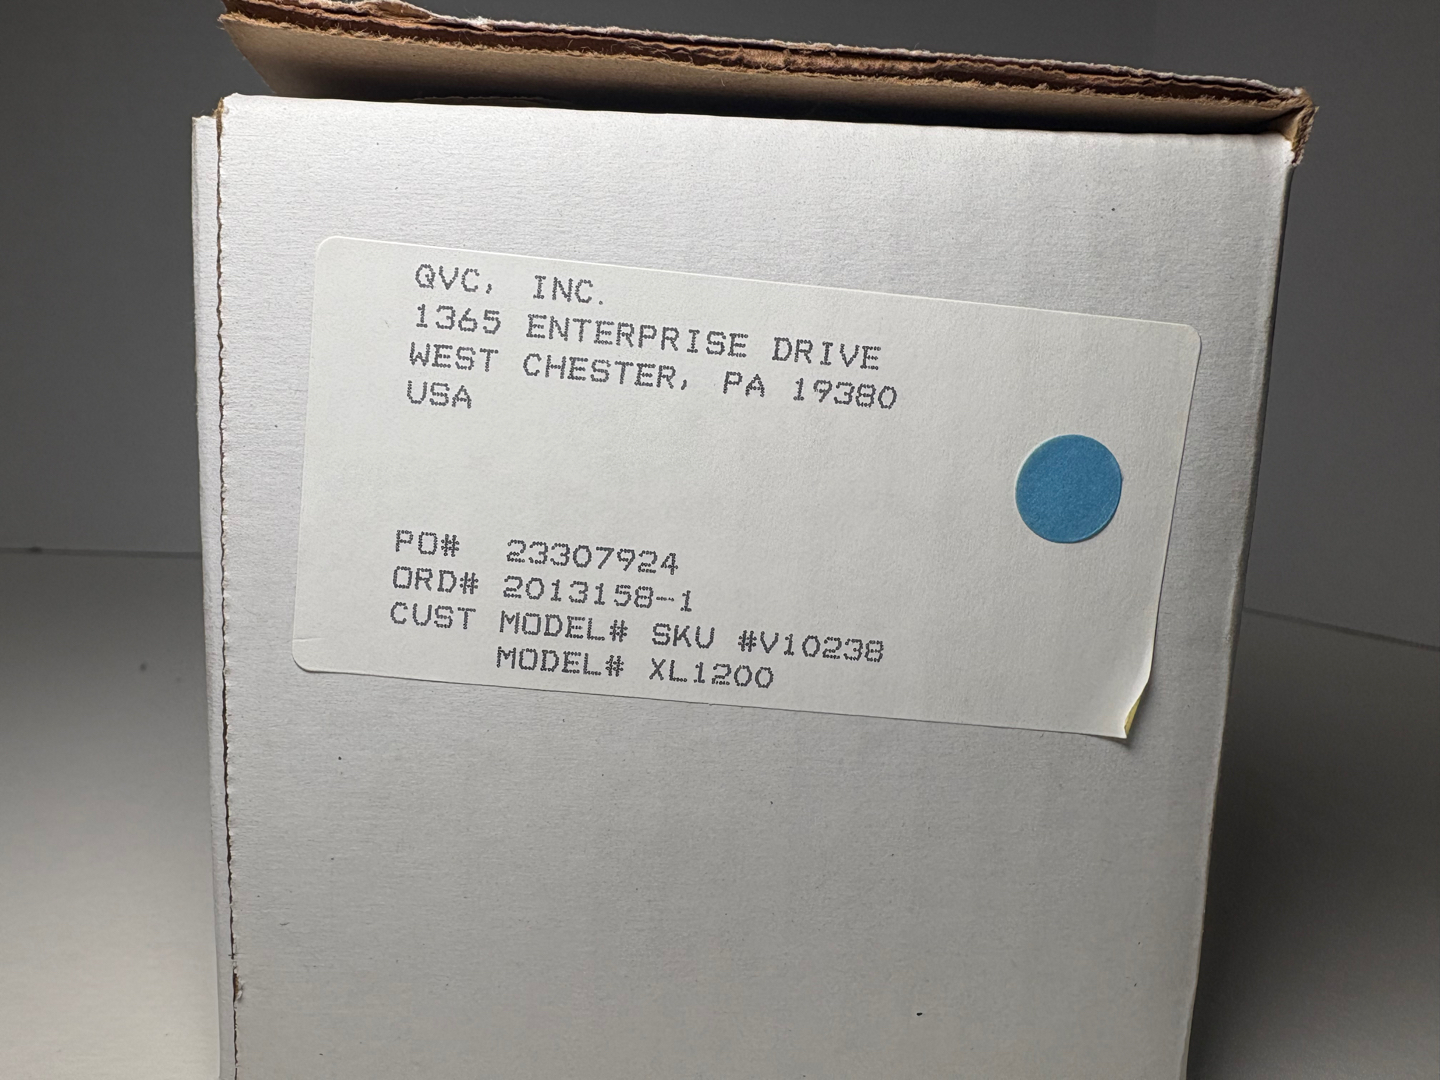 QVC, INC.
1365 ENTERPRISE DRIVE
WEST CHESTER, PA 19380
USA
PO# 23307924
ORD# 2013158-1
CUST MODEL# SKU #V10238
MODEL# XL1200